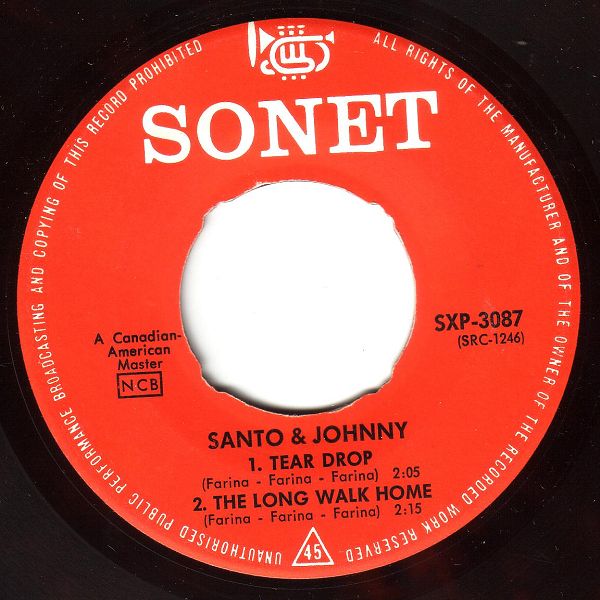 ALL RIGHTS OF THE MANUFACTURER AND OF THE OWNER OF THE RECORDED WORK RESERVED.
UNAUTHORISED PUBLIC PERFORMANCE BROADCASTING AND COPYING OF THIS RECORD PROHIBITED
SONET
SXP-3087
(SRC-1246)
A Canadian-
American
Master
NCB
SANTO & JOHNNY
1. TEAR DROP
(Farina - Farina - Farina) 2:05
2. THE LONG WALK HOME
(Farina - Farina - Farina) 2:15
45